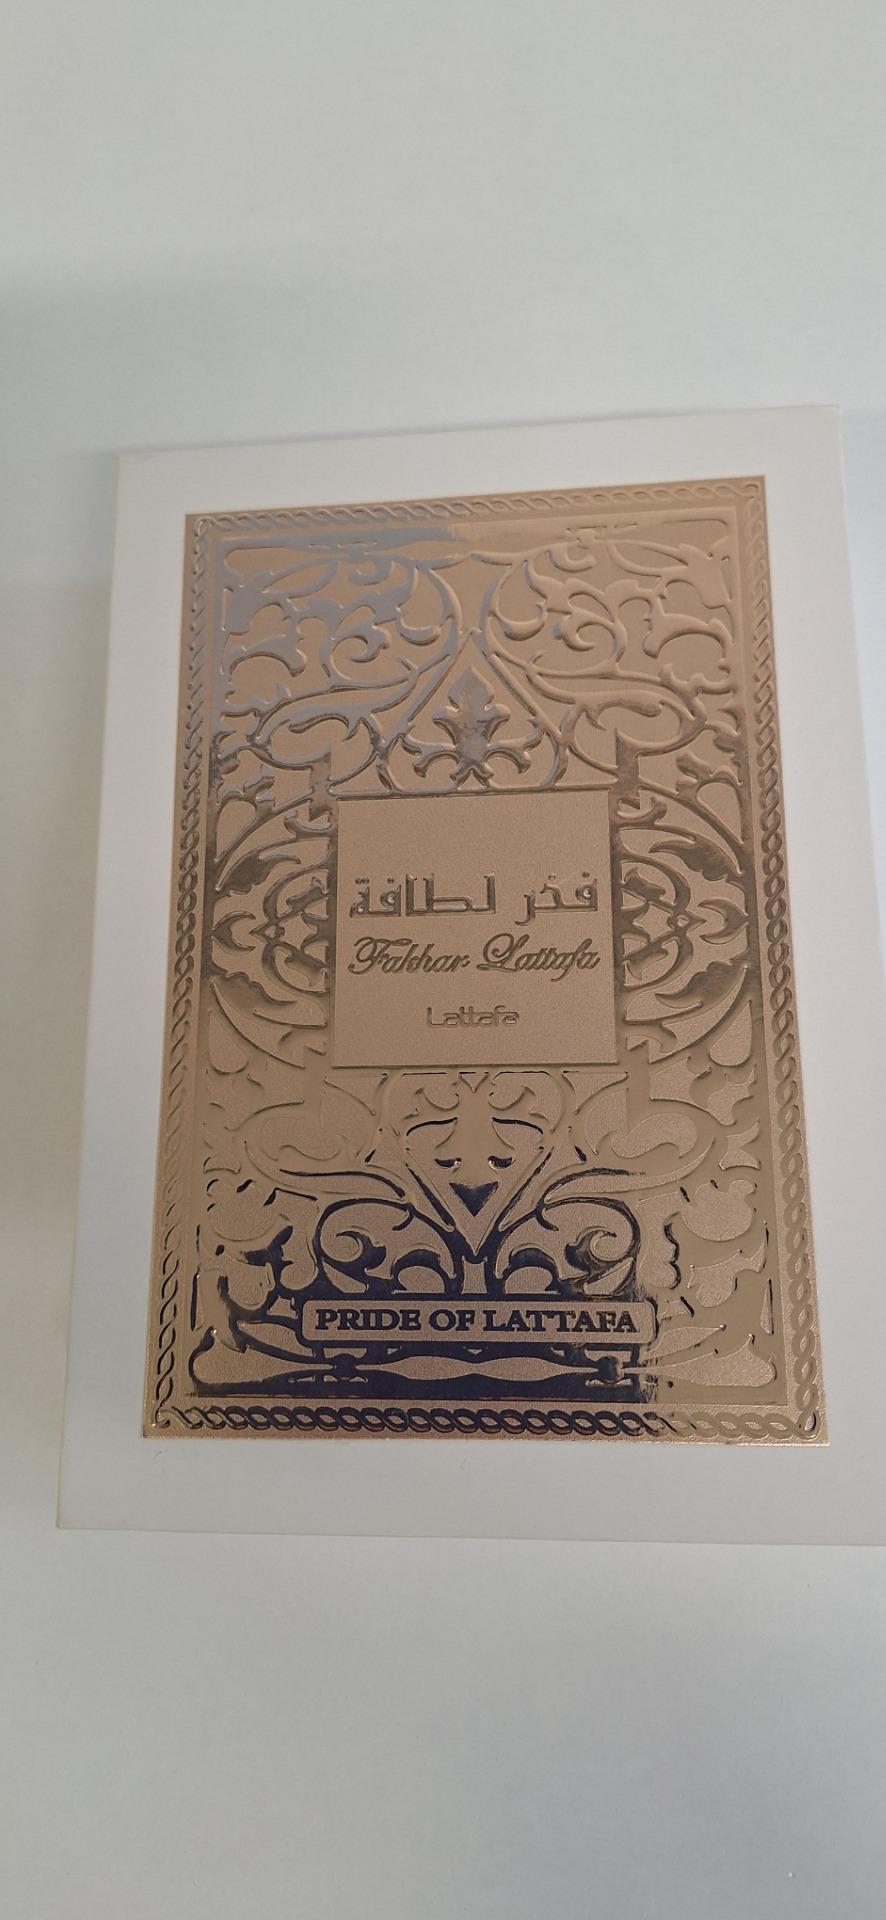 فخر لطافة
Fakhar Lattafa
Lattafa
PRIDE OF LATTAFA